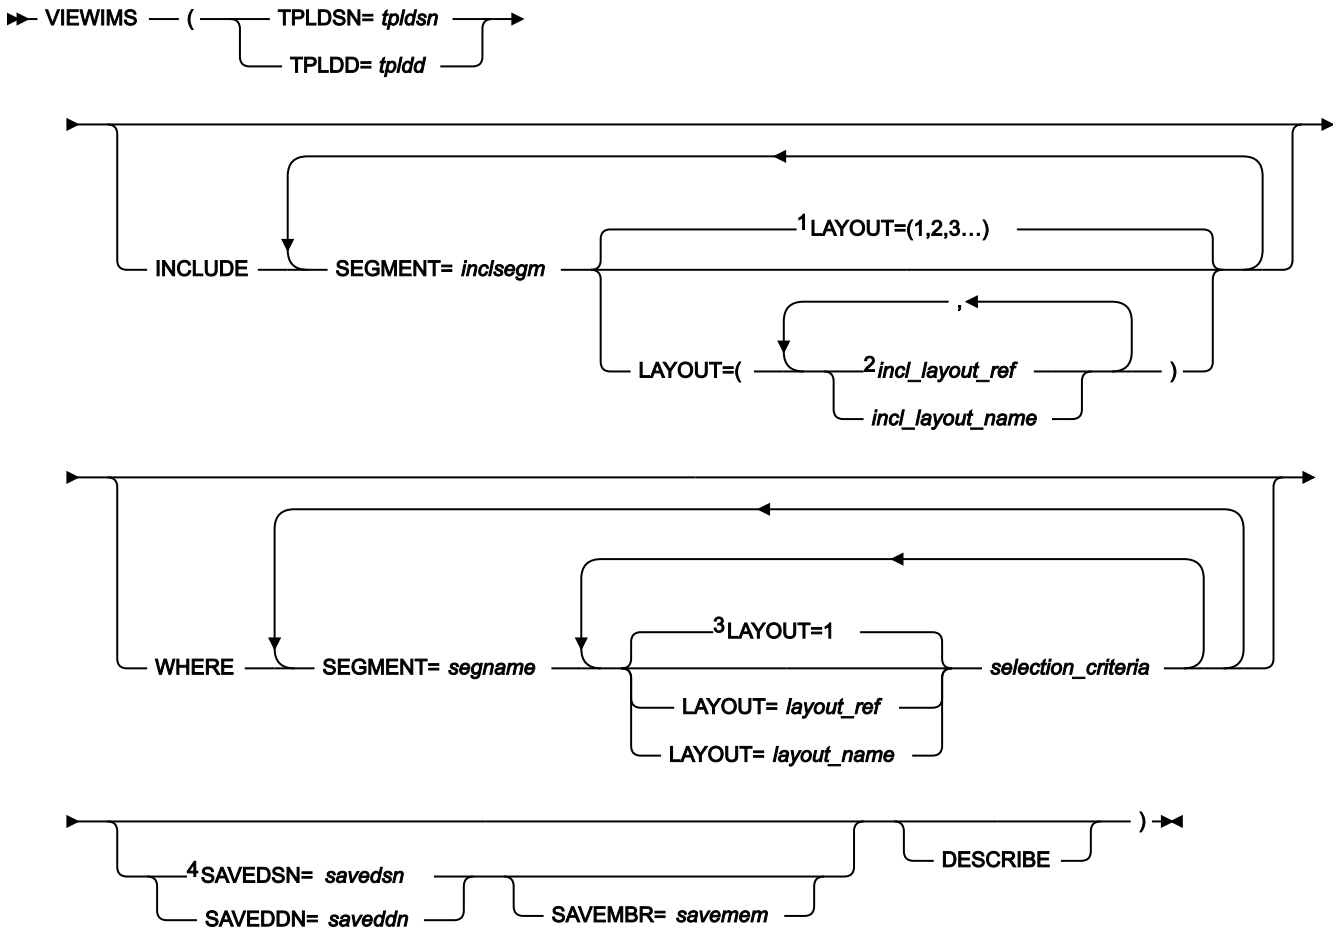 VIEWIMS ( TPLDSN= tpldsn
TPLDD= tpldd
1 LAYOUT=(1,2,3...)
INCLUDE SEGMENT= inclsegm
,
LAYOUT=( 2 incl_layout_ref )
incl_layout_name
3 LAYOUT=1
WHERE SEGMENT= segname selection_criteria
LAYOUT= layout_ref
LAYOUT= layout_name
)
4 SAVEDSN= savedsn DESCRIBE
SAVEDDN= saveddn SAVEMBR= savemem